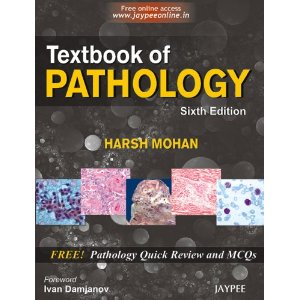 Free online access
www.jaypeeonline.in
Textbook of
PATHOLOGY
Sixth Edition
HARSH MOHAN
FREE! Pathology Quick Review and MCQs
Foreword
Ivan Damjanov
JAYPEE